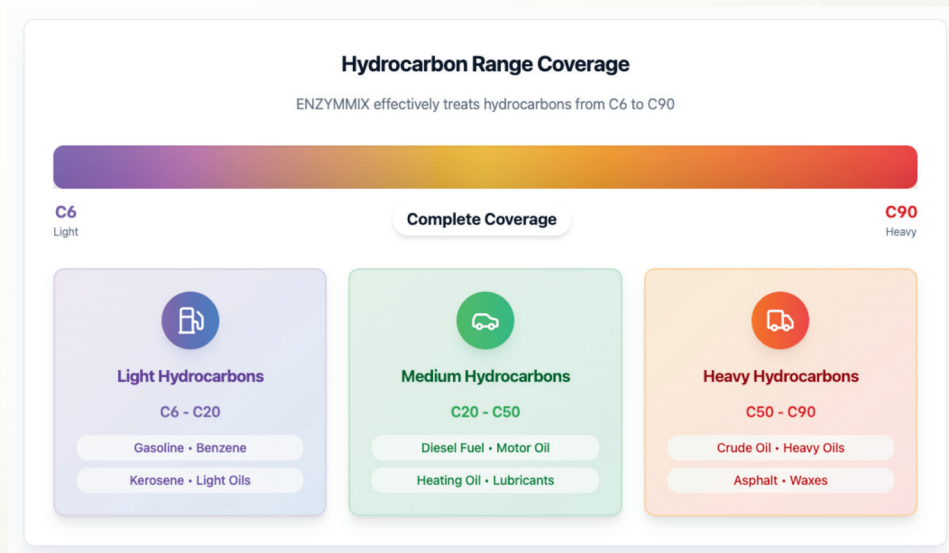 Hydrocarbon Range Coverage
ENZYMMIX effectively treats hydrocarbons from C6 to C90
C6
Light
Complete Coverage
C90
Heavy
Light Hydrocarbons
C6 - C20
Gasoline • Benzene
Kerosene • Light Oils
Medium Hydrocarbons
C20 - C50
Diesel Fuel • Motor Oil
Heating Oil • Lubricants
Heavy Hydrocarbons
C50 - C90
Crude Oil • Heavy Oils
Asphalt • Waxes